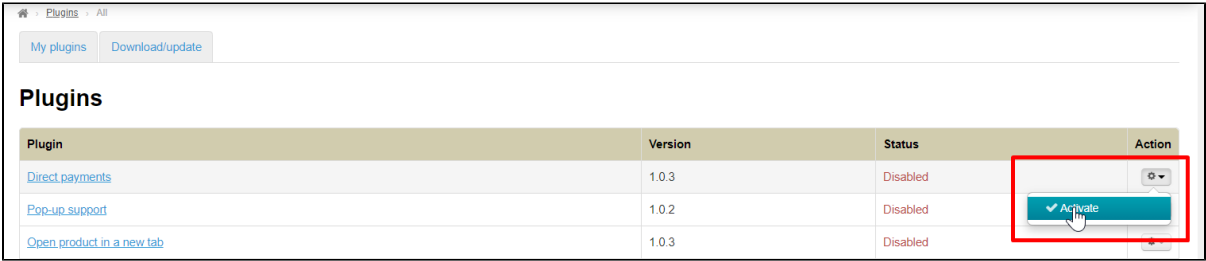 Plugins › All
My plugins Download/update
Plugins
Plugin Version Status Action
Direct payments 1.0.3 Disabled
Pop-up support 1.0.2 Disabled Activate
Open product in a new tab 1.0.3 Disabled